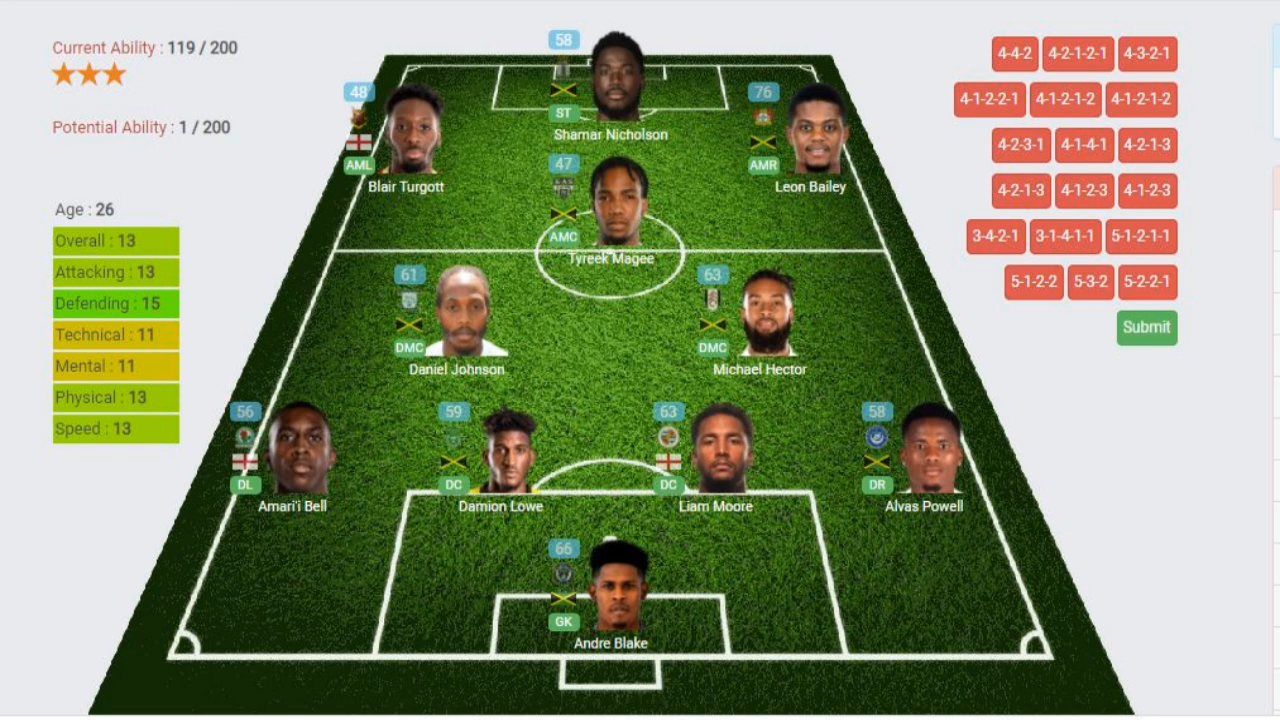 Current Ability : 119 / 200
Potential Ability : 1 / 200
Age : 26
Overall : 13
Attacking : 13
Defending : 15
Technical : 11
Mental : 11
Physical : 13
Speed : 13
58
ST
Shamar Nicholson
48
AML
Blair Turgott
76
AMR
Leon Bailey
47
AMC
Tyreek Magee
61
DMC
Daniel Johnson
63
DMC
Michael Hector
56
DL
Amari'i Bell
59
DC
Damion Lowe
63
DC
Liam Moore
58
DR
Alvas Powell
66
GK
Andre Blake
4-4-2 4-2-1-2-1 4-3-2-1
4-1-2-2-1 4-1-2-1-2 4-1-2-1-2
4-2-3-1 4-1-4-1 4-2-1-3
4-2-1-3 4-1-2-3 4-1-2-3
3-4-2-1 3-1-4-1-1 5-1-2-1-1
5-1-2-2 5-3-2 5-2-2-1
Submit